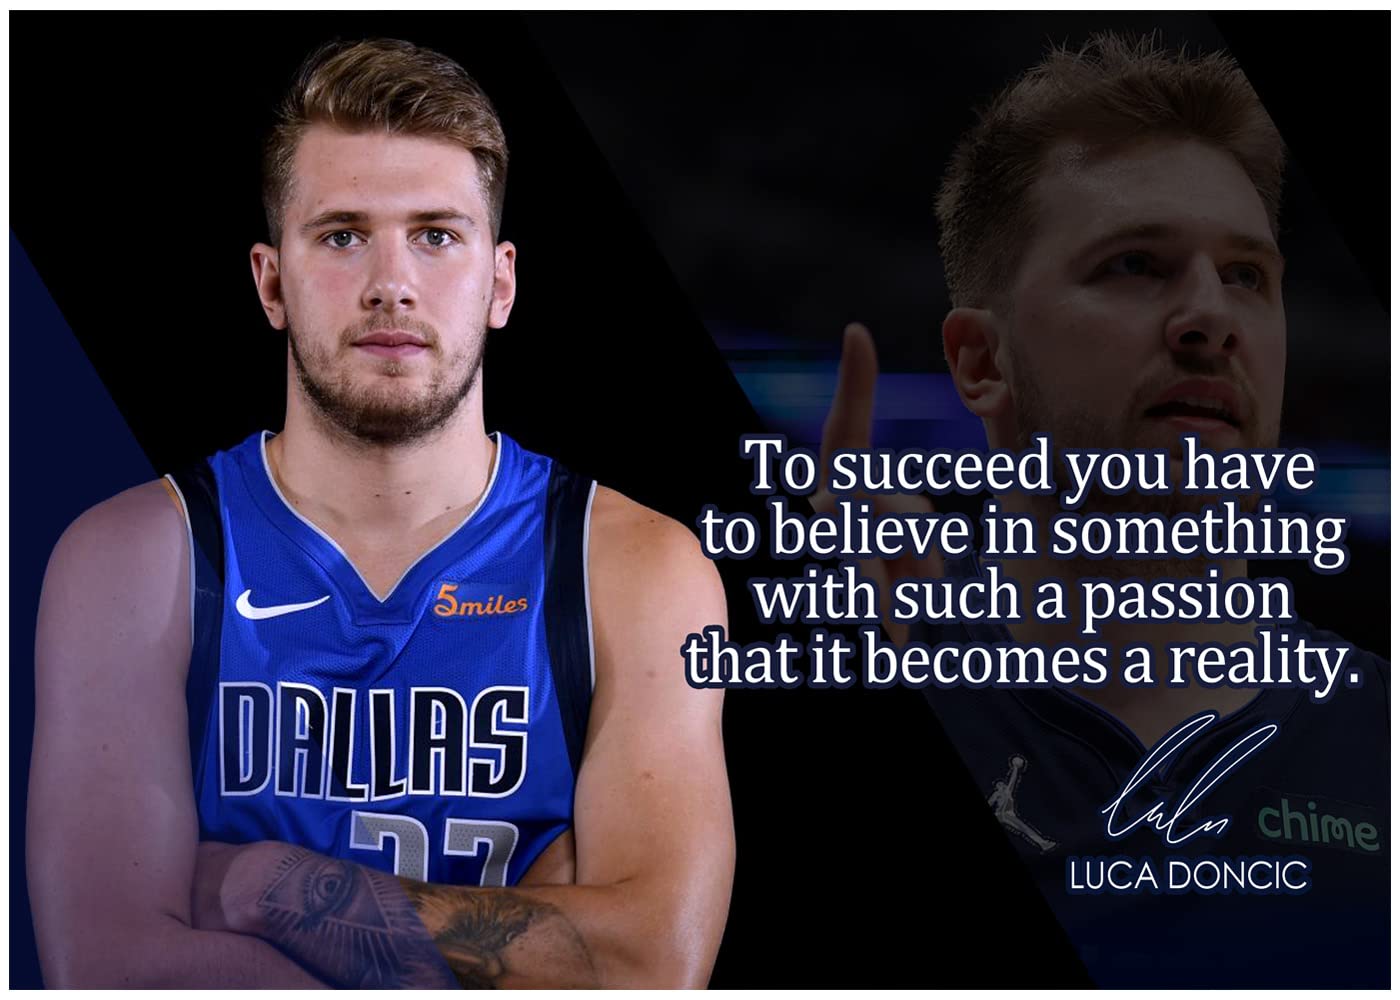 5miles
DALLAS
77
To succeed you have
to believe in something
with such a passion
that it becomes a reality.
chime
LUCA DONCIC